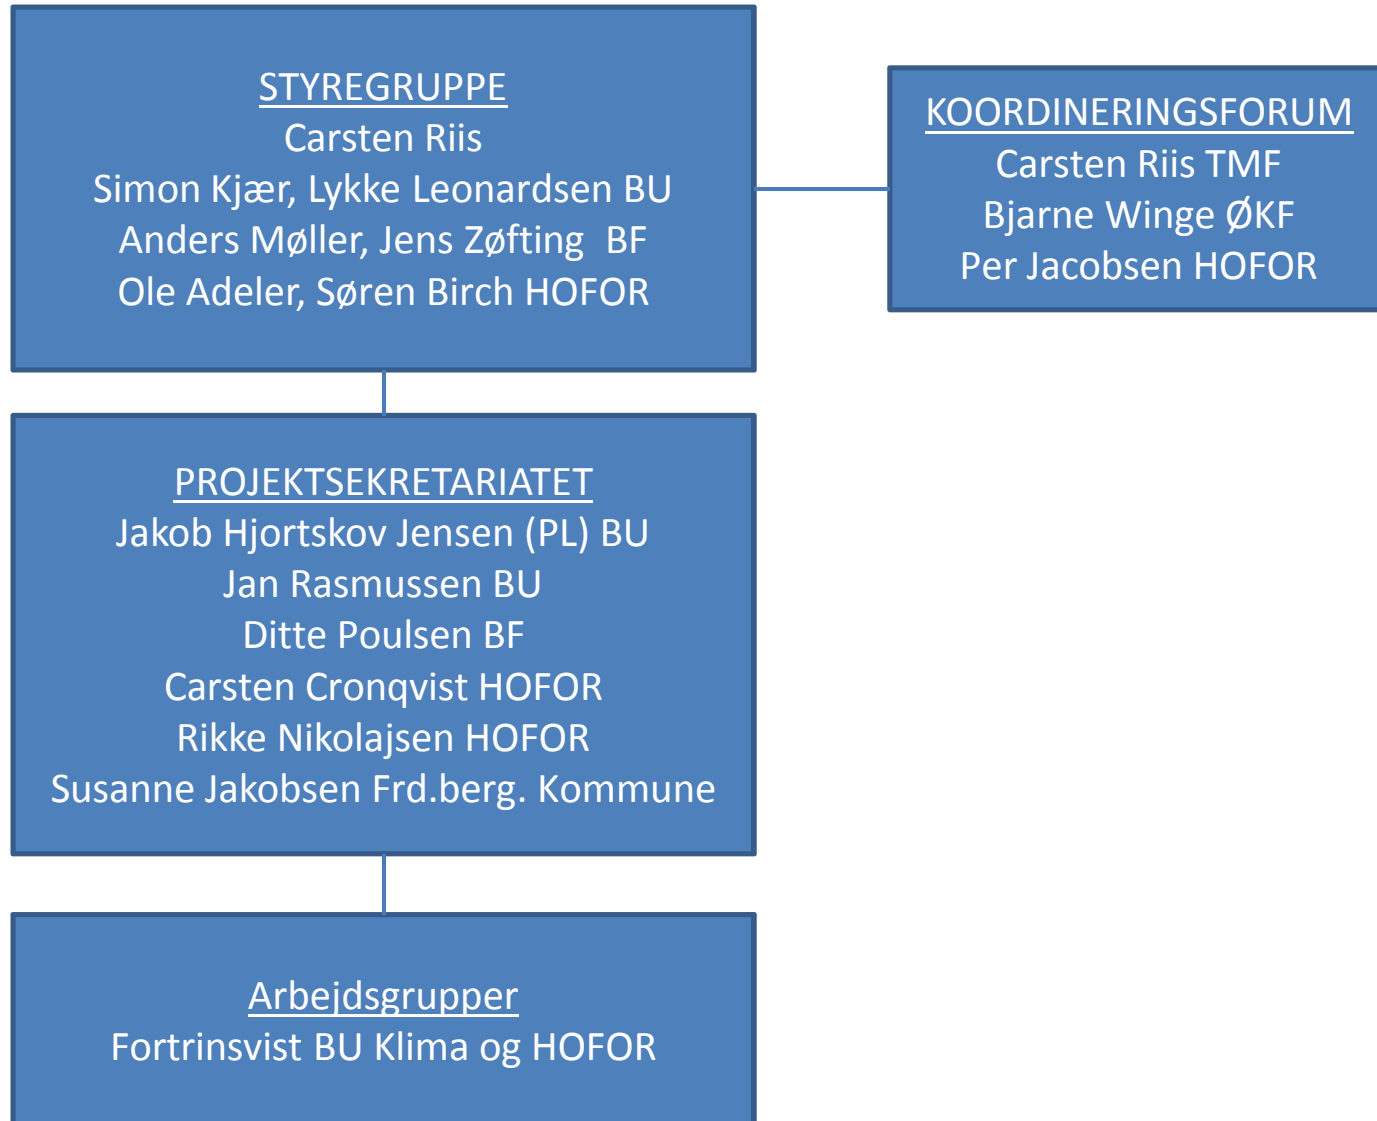 STYREGRUPPE
Carsten Riis
Simon Kjær, Lykke Leonardsen BU
Anders Møller, Jens Zøfting  BF
Ole Adeler, Søren Birch HOFOR
KOORDINERINGSFORUM
Carsten Riis TMF
Bjarne Winge ØKF
Per Jacobsen HOFOR
PROJEKTSEKRETARIATET
Jakob Hjortskov Jensen (PL) BU
Jan Rasmussen BU
Ditte Poulsen BF
Carsten Cronqvist HOFOR
Rikke Nikolajsen HOFOR
Susanne Jakobsen Frd.berg. Kommune
Arbejdsgrupper
Fortrinsvist BU Klima og HOFOR